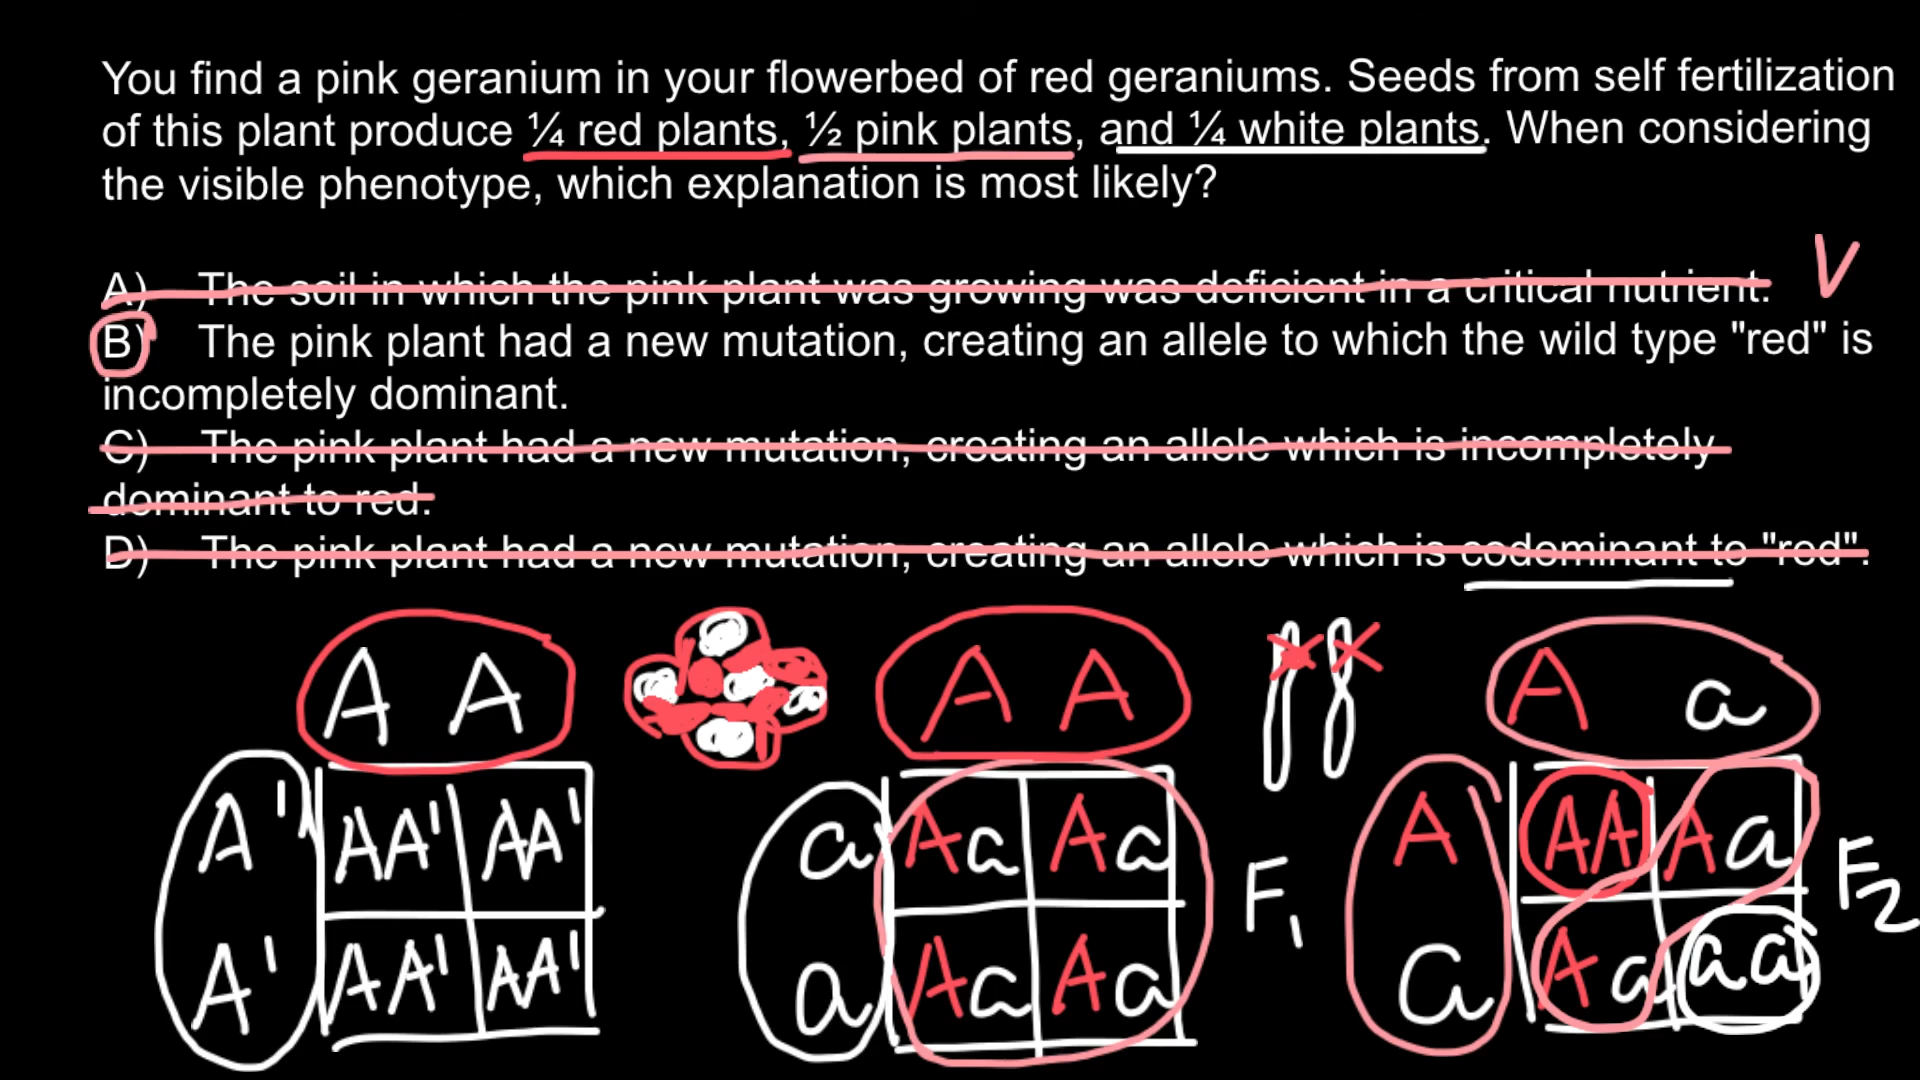 You find a pink geranium in your flowerbed of red geraniums. Seeds from self fertilization
of this plant produce ¼ red plants, ½ pink plants, and ¼ white plants. When considering
the visible phenotype, which explanation is most likely?
A) The soil in which the pink plant was growing was deficient in a critical nutrient. V
B) The pink plant had a new mutation, creating an allele to which the wild type "red" is
incompletely dominant.
C) The pink plant had a new mutation, creating an allele which is incompletely
dominant to red.
D) The pink plant had a new mutation, creating an allele which is codominant to "red".
A A
A' AA' AA'
A' AA' AA'
A A
a Aa Aa
a Aa Aa
F1
A a
A AA Aa
a Aa aa
F2